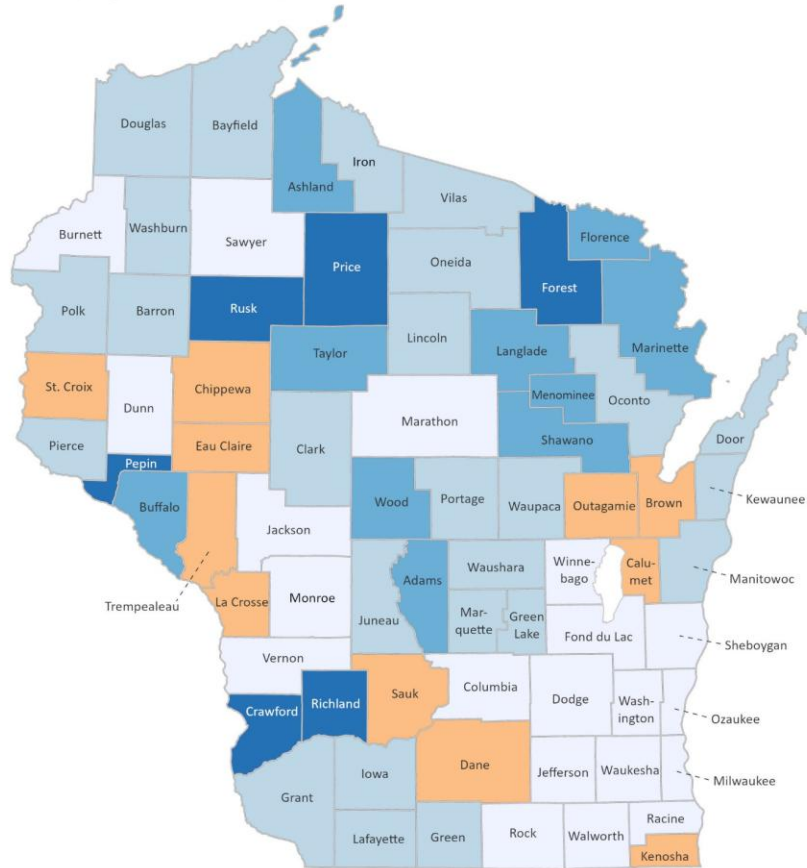 Douglas
Bayfield
Iron
Ashland
Vilas
Burnett
Washburn
Sawyer
Florence
Price
Oneida
Forest
Polk
Barron
Rusk
Lincoln
Langlade
Marinette
Taylor
St. Croix
Chippewa
Menominee
Oconto
Dunn
Marathon
Door
Pierce
Eau Claire
Clark
Shawano
Pepin
Wood
Portage
Waupaca
Outagamie
Brown
Kewaunee
Buffalo
Jackson
Trempealeau
Adams
Waushara
Winne-
bago
Calu-
met
Manitowoc
La Crosse
Monroe
Juneau
Mar-
quette
Green
Lake
Fond du Lac
Sheboygan
Vernon
Sauk
Columbia
Dodge
Wash-
ington
Ozaukee
Crawford
Richland
Dane
Jefferson
Waukesha
Milwaukee
Iowa
Grant
Racine
Lafayette
Green
Rock
Walworth
Kenosha